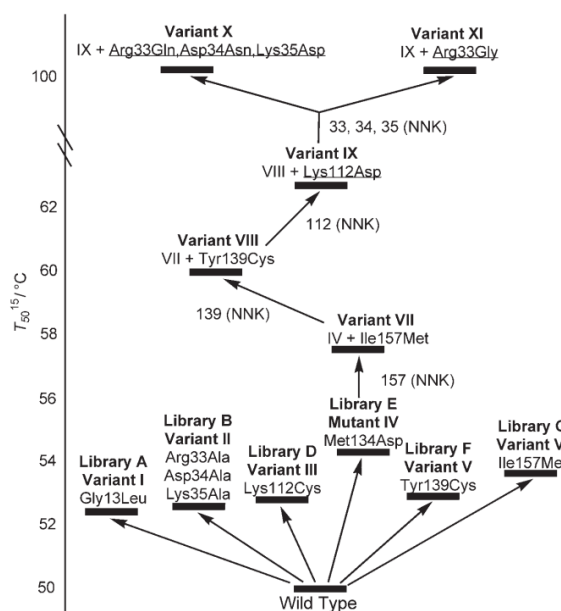 Variant X
IX + Arg33Gln,Asp34Asn,Lys35Asp
Variant XI
IX + Arg33Gly
100
33, 34, 35 (NNK)
Variant IX
VIII + Lys112Asp
62
112 (NNK)
Variant VIII
VII + Tyr139Cys
60
T50 15/°C
139 (NNK)
Variant VII
IV + Ile157Met
58
157 (NNK)
56
Library E
Mutant IV
Met134Asp
Library B
Variant II
Arg33Ala
Asp34Ala
Lys35Ala
Library A
Variant I
Gly13Leu
Library D
Variant III
Lys112Cys
Library F
Variant V
Tyr139Cys
Library
Variant V
Ile157Me
54
52
50
Wild Type